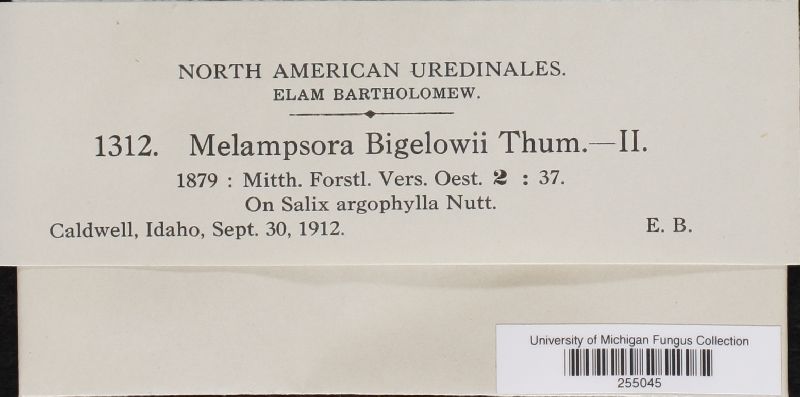 NORTH AMERICAN UREDINALES.
ELAM BARTHOLOMEW.
1312. Melampsora Bigelowii Thum.—II.
1879 : Mitth. Forstl. Vers. Oest. 2 : 37.
On Salix argophylla Nutt.
Caldwell, Idaho, Sept. 30, 1912. E. B.
University of Michigan Fungus Collection
255045